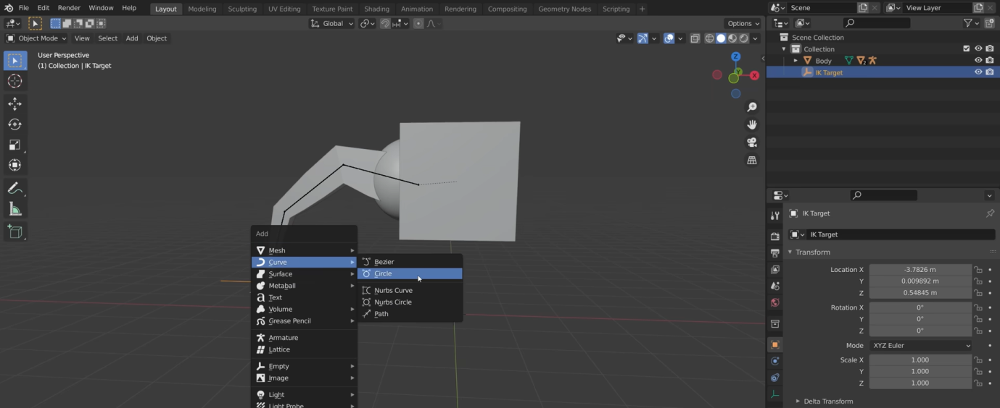 File Edit Render Window Help Layout Modeling Sculpting UV Editing Texture Paint Shading Animation Rendering Compositing Geometry Nodes Scripting + Scene View Layer
Global Options
Object Mode View Select Add Object
User Perspective
(1) Collection | IK Target
Z
Y
X
Add
Mesh
Curve
Surface
Metaball
Text
Volume
Grease Pencil
Armature
Lattice
Empty
Image
Light
Light Probe
Bezier
Circle
Nurbs Curve
Nurbs Circle
Path
Scene Collection
Collection
Body 2
IK Target
IK Target
IK Target
Transform
Location X -3.7826 m
Y 0.009892 m
Z 0.54845 m
Rotation X 0°
Y 0°
Z 0°
Mode XYZ Euler
Scale X 1.000
Y 1.000
Z 1.000
Delta Transform